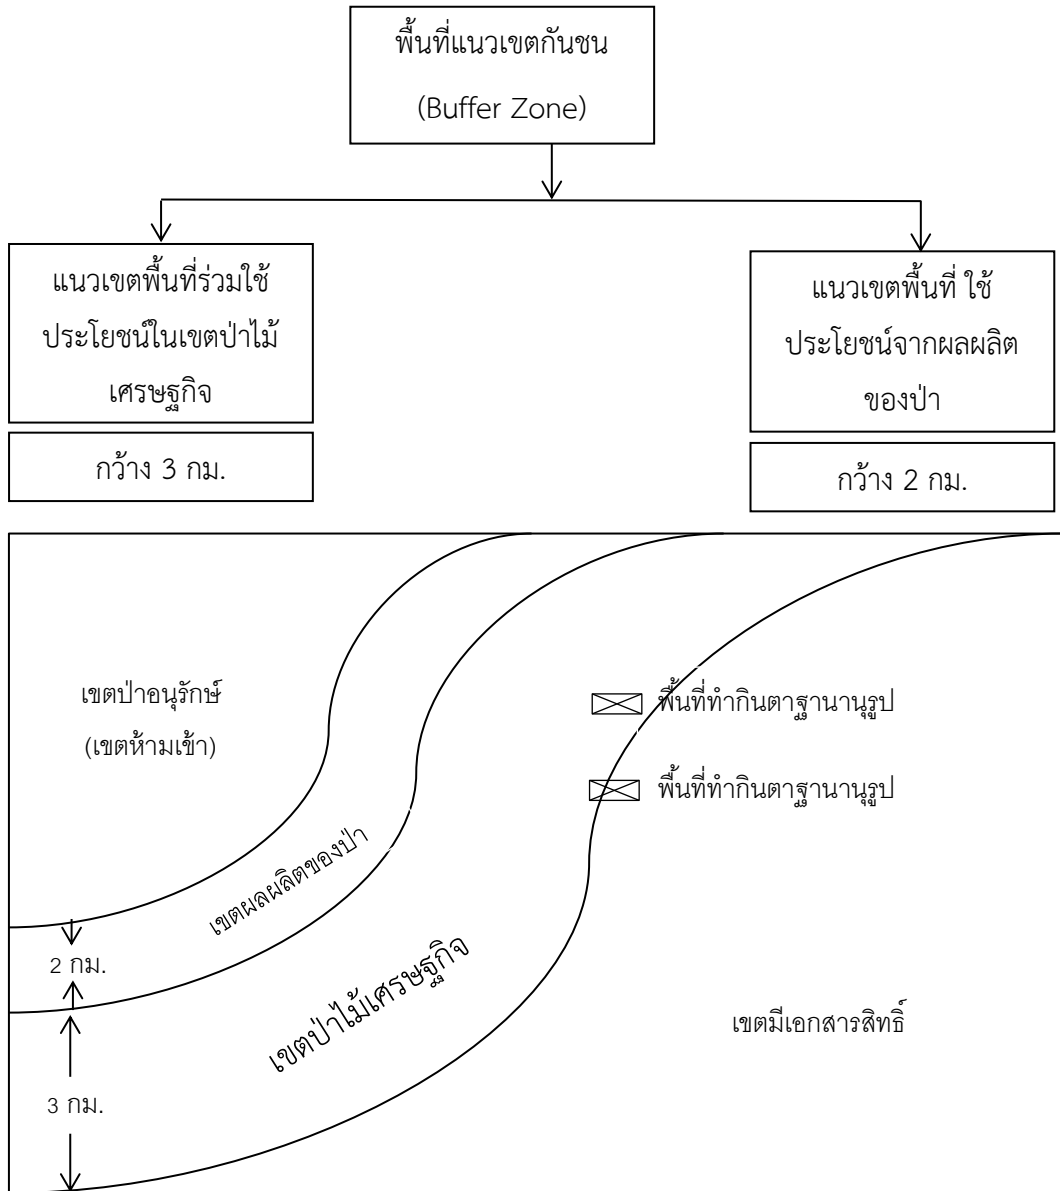 พื้นที่แนวเขตกันชน
(Buffer Zone)
แนวเขตพื้นที่ร่วมใช้
ประโยชน์ในเขตป่าไม้
เศรษฐกิจ
กว้าง 3 กม.
แนวเขตพื้นที่ ใช้
ประโยชน์จากผลผลิต
ของป่า
กว้าง 2 กม.
เขตป่าอนุรักษ์
(เขตห้ามเข้า)
พื้นที่ทำกินตาฐานานุรูป
พื้นที่ทำกินตาฐานานุรูป
เขตผลผลิตของป่า
2 กม.
เขตป่าไม้เศรษฐกิจ
เขตมีเอกสารสิทธิ์
3 กม.